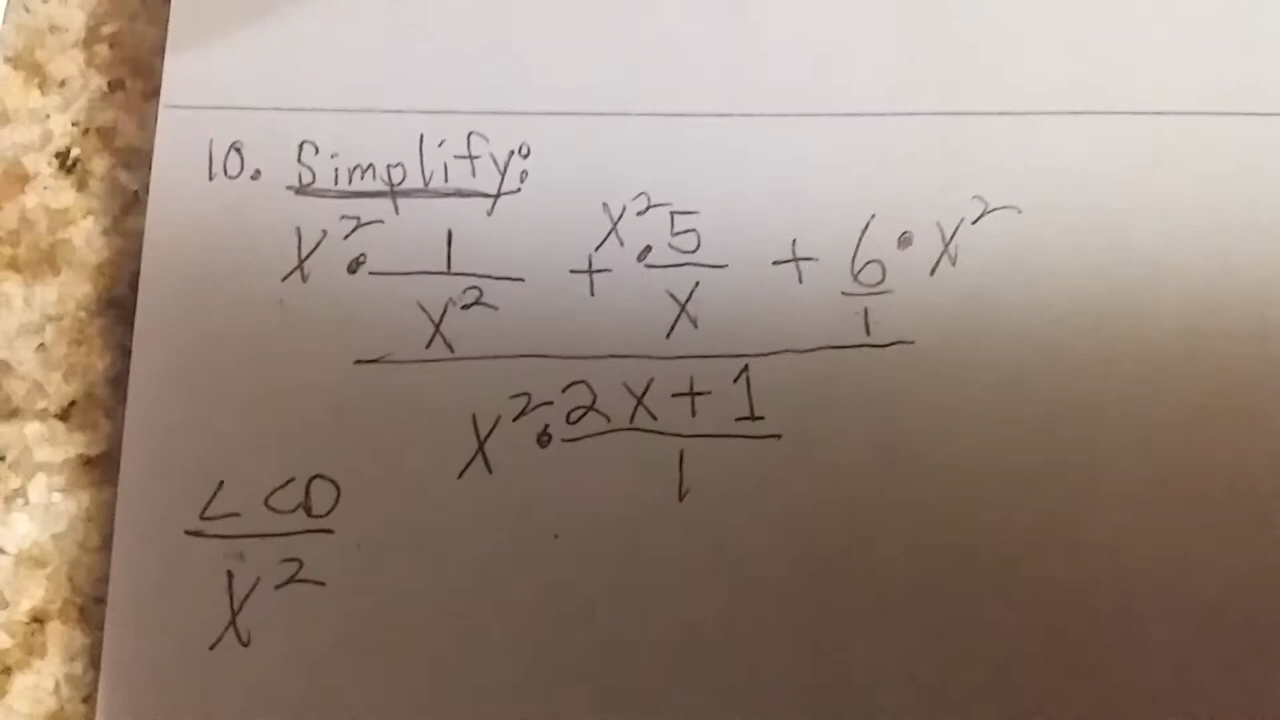 10. Simplify:
x² · 1/x² + x² · 5/x + 6/1 · x²
x² · 2x+1/1
LCD
x²